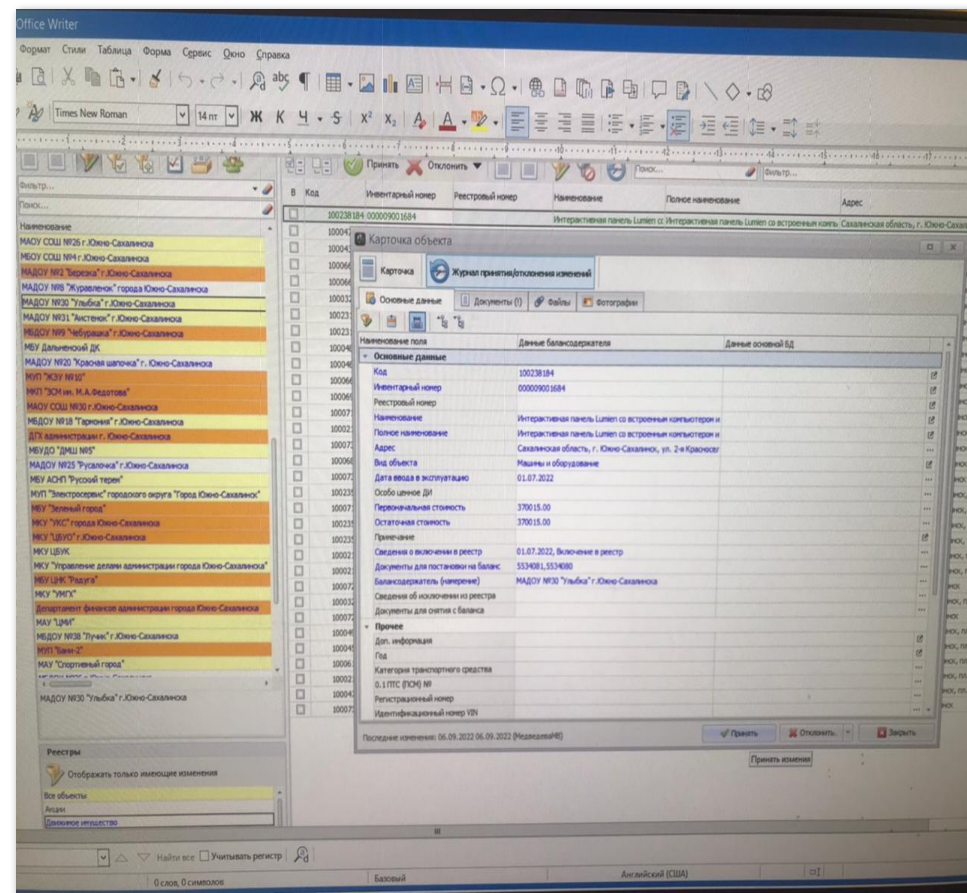 Office Writer
Формат Стили Таблица Форма Сервис Окно Справка
Times New Roman 14 пт Ж К Ч S X² X₂ A A
Принять Отклонить Поиск... Фильтр...
Фильтр...
Поиск...
Наименование
МАОУ СОШ №26 г.Южно-Сахалинска
МБОУ СОШ №4 г.Южно-Сахалинска
МАДОУ №2 "Березка" г.Южно-Сахалинска
МАДОУ №8 "Журавленок" города Южно-Сахалинска
МАДОУ №30 "Улыбка" г.Южно-Сахалинска
МАДОУ №31 "Аистенок" г.Южно-Сахалинска
МБДОУ №9 "Чебурашка" г.Южно-Сахалинска
МБУ Дальненский ДК
МАДОУ №20 "Красная шапочка" г.Южно-Сахалинска
МУП "ЖЭУ №10"
МКП "ЗСМ им. М.А.Федотова"
МАОУ СОШ №30 г.Южно-Сахалинска
МБДОУ №18 "Гармония" г.Южно-Сахалинска
ДГХ администрации г. Южно-Сахалинска
МБУДО "ДМШ №5"
МАДОУ №25 "Русалочка" г.Южно-Сахалинска
МБУ АСНП "Русский терем"
МУП "Электросервис" городского округа "Город Южно-Сахалинск"
МБУ "Зеленый город"
МКУ "УКС" города Южно-Сахалинска
МКУ "ЦБУО" г.Южно-Сахалинска
МКУ ЦБУК
МКУ "Управление делами администрации города Южно-Сахалинска
МБУ ЦНК "Радуга"
МКУ "УМГХ"
Департамент финансов администрации города Южно-Сахалинска
МАУ "ЦМИ"
МБДОУ №38 "Лучик" г.Южно-Сахалинска
МУП "Бани-2"
МАУ "Спортивный город"
МАДОУ №30 "Улыбка" г.Южно-Сахалинска
Реестры
Отображать только имеющие изменения
Все объекты
Акции
Движимое имущество
В Код Инвентарный номер Реестровый номер Наименование Полное наименование Адрес
100238184 000009001684 Интерактивная панель Lumien со Интерактивная панель Lumien со встроенным комп Сахалинская область, г. Южно-Саха
Карточка объекта
Карточка Журнал принятия/отклонения изменений
Основные данные Документы (!) Файлы Фотографии
Наименование поля Данные балансодержателя Данные основной БД
Основные данные
Код 100238184
Инвентарный номер 000009001684
Реестровый номер
Наименование Интерактивная панель Lumien со встроенным компьютером и
Полное наименование Интерактивная панель Lumien со встроенным компьютером и
Адрес Сахалинская область, г. Южно-Сахалинск, ул. 2-я Красносел
Вид объекта Машины и оборудование
Дата ввода в эксплуатацию 01.07.2022
Особо ценное ДИ
Первоначальная стоимость 370015.00
Остаточная стоимость 370015.00
Примечание
Сведения о включении в реестр 01.07.2022, Включение в реестр
Документы для постановки на баланс 5534081,5534080
Балансодержатель (намерение) МАДОУ №30 "Улыбка" г.Южно-Сахалинска
Сведения об исключении из реестра
Документы для снятия с баланса
Прочее
Доп. информация
Год
Категория транспортного средства
0.1 ПТС (ПСМ) №
Регистрационный номер
Идентификационный номер VIN
Последние изменения: 06.09.2022 06.09.2022 (МедведеваМВ) Принять Отклонить Закрыть
Принять изменения
Найти все Учитывать регистр
0 слов, 0 символов Базовый Английский (США)